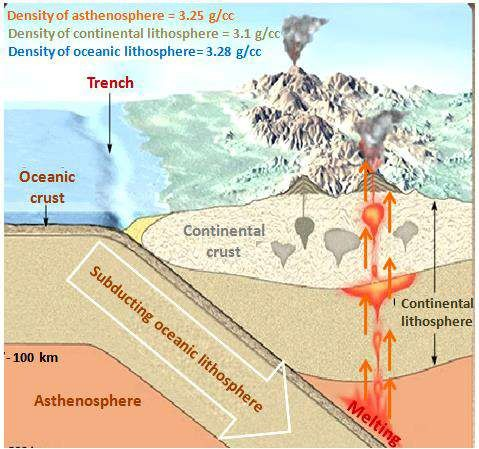 Density of asthenosphere = 3.25 g/cc
Density of continental lithosphere = 3.1 g/cc
Density of oceanic lithosphere= 3.28 g/cc
Trench
Oceanic
crust
Continental
crust
Subducting oceanic lithosphere
Continental
lithosphere
- 100 km
Asthenosphere
Melting